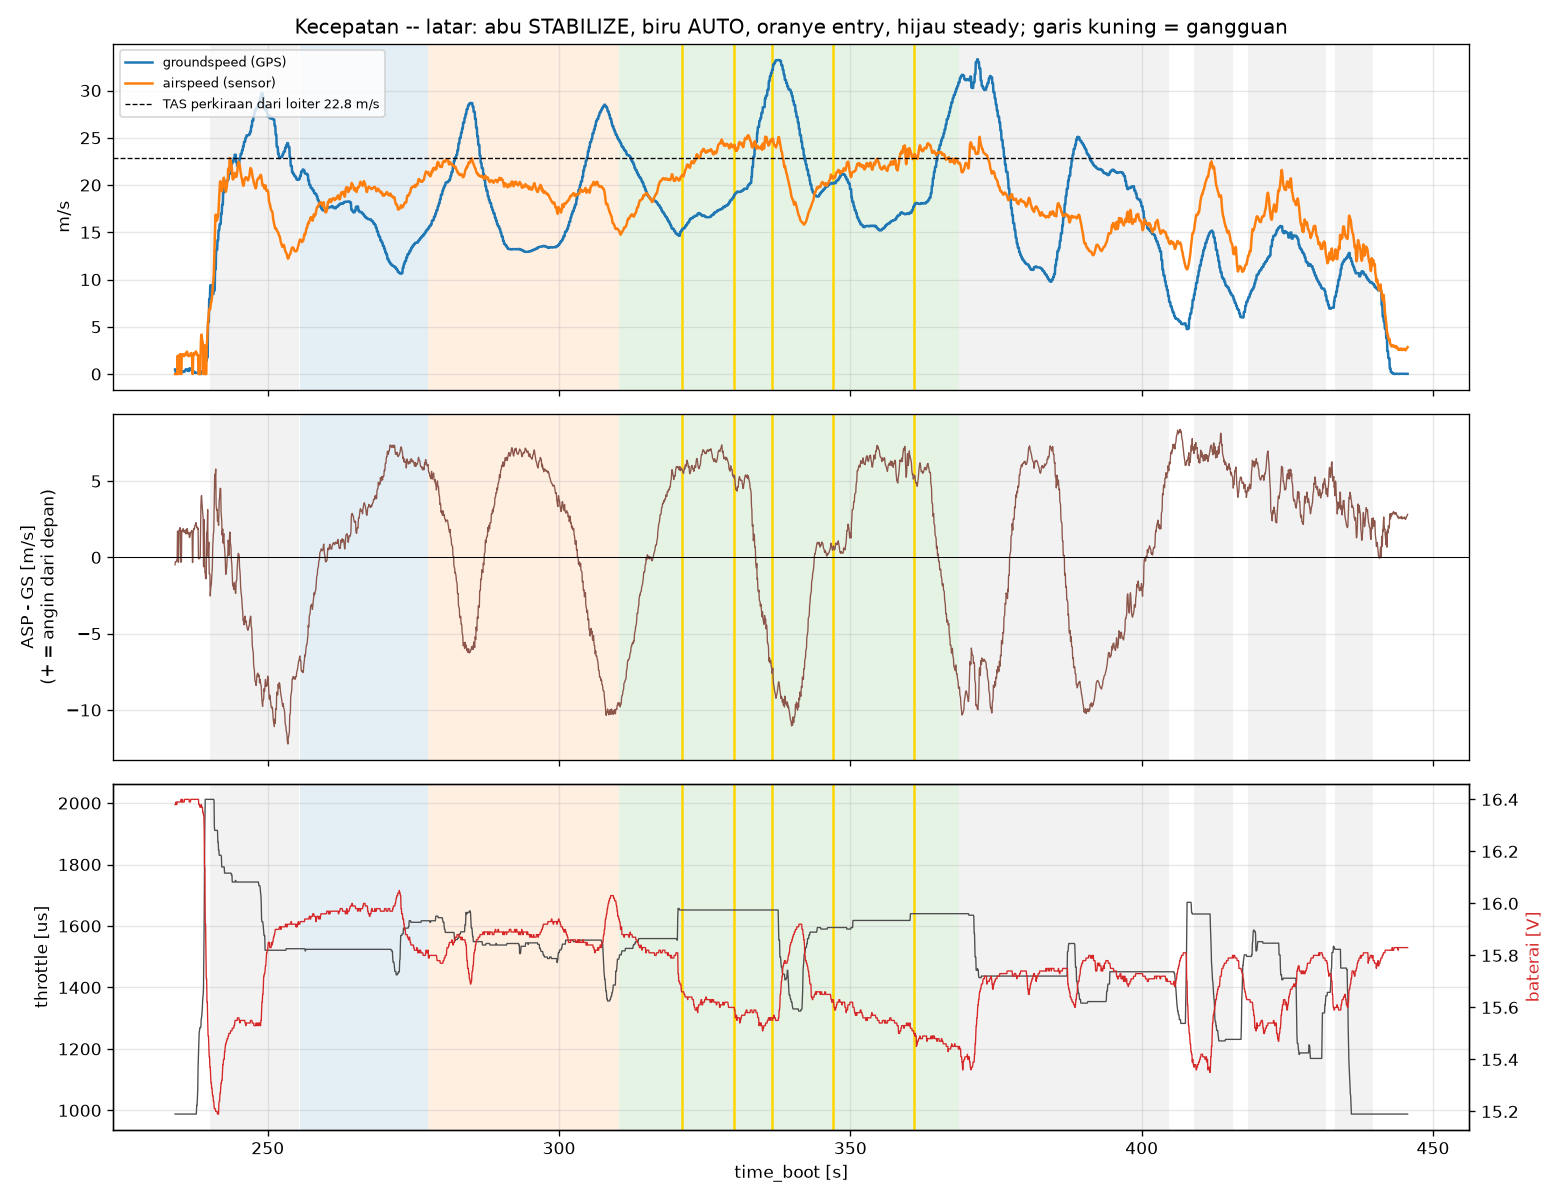 Kecepatan -- latar: abu STABILIZE, biru AUTO, oranye entry, hijau steady; garis kuning = gangguan
groundspeed (GPS)
airspeed (sensor)
TAS perkiraan dari loiter 22.8 m/s
30
25
20
15
10
5
0
m/s
5
0
−5
−10
ASP - GS [m/s]
(+ = angin dari depan)
2000
1800
1600
1400
1200
1000
throttle [us]
16.4
16.2
16.0
15.8
15.6
15.4
15.2
baterai [V]
250
300
350
400
450
time_boot [s]